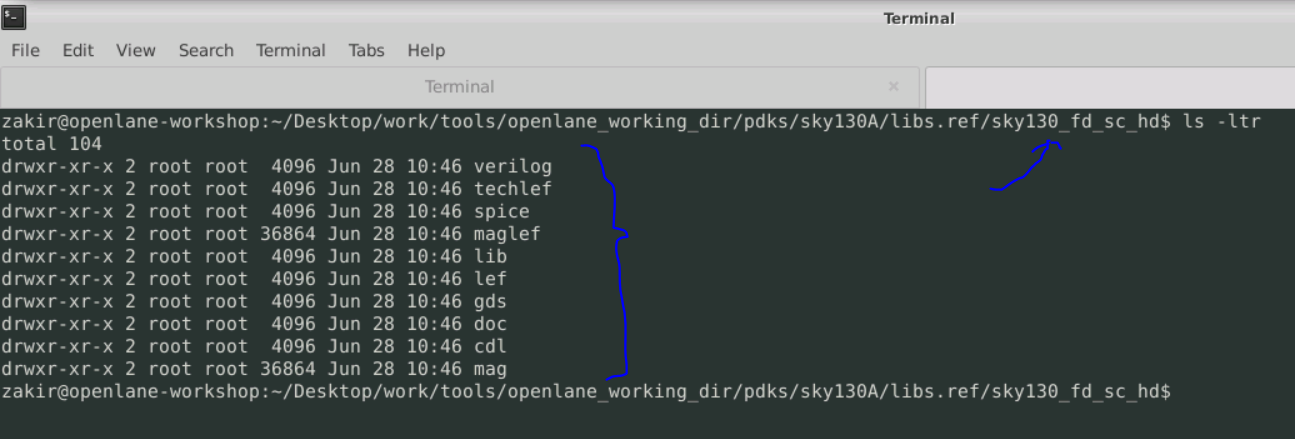 Terminal
File Edit View Search Terminal Tabs Help
Terminal ×
zakir@openlane-workshop:~/Desktop/work/tools/openlane_working_dir/pdks/sky130A/libs.ref/sky130_fd_sc_hd$ ls -ltr
total 104
drwxr-xr-x 2 root root  4096 Jun 28 10:46 verilog
drwxr-xr-x 2 root root  4096 Jun 28 10:46 techlef
drwxr-xr-x 2 root root  4096 Jun 28 10:46 spice
drwxr-xr-x 2 root root 36864 Jun 28 10:46 maglef
drwxr-xr-x 2 root root  4096 Jun 28 10:46 lib
drwxr-xr-x 2 root root  4096 Jun 28 10:46 lef
drwxr-xr-x 2 root root  4096 Jun 28 10:46 gds
drwxr-xr-x 2 root root  4096 Jun 28 10:46 doc
drwxr-xr-x 2 root root  4096 Jun 28 10:46 cdl
drwxr-xr-x 2 root root 36864 Jun 28 10:46 mag
zakir@openlane-workshop:~/Desktop/work/tools/openlane_working_dir/pdks/sky130A/libs.ref/sky130_fd_sc_hd$